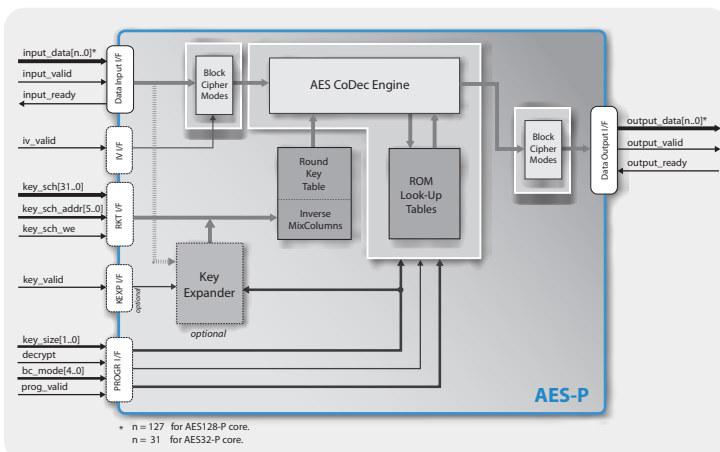 input_data[n..0]*
input_valid
input_ready
Data Input I/F
Block
Cipher
Modes
AES CoDec Engine
Block
Cipher
Modes
Data Output I/F
output_data[n..0]*
output_valid
output_ready
iv_valid
IV I/F
Round
Key
Table
Inverse
MixColumns
ROM
Look-Up
Tables
key_sch[31..0]
key_sch_addr[5..0]
key_sch_we
RKT I/F
key_valid
KEXP I/F
optional
Key
Expander
optional
key_size[1..0]
decrypt
bc_mode[4..0]
prog_valid
PROGR I/F
AES-P
* n = 127 for AES128-P core.
n = 31 for AES32-P core.